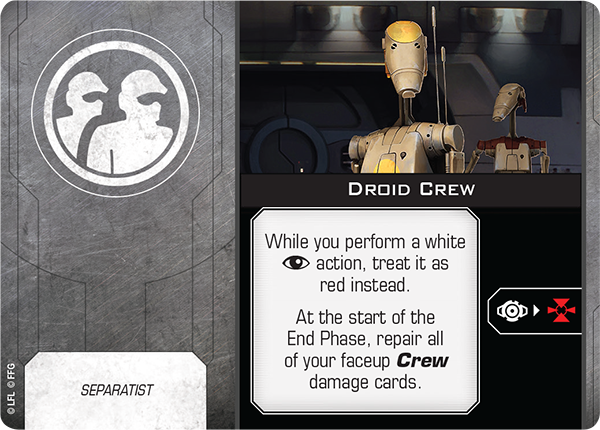 DROID CREW
While you perform a white
action, treat it as
red instead.
At the start of the
End Phase, repair all
of your faceup Crew
damage cards.
SEPARATIST
© LFL © FFG